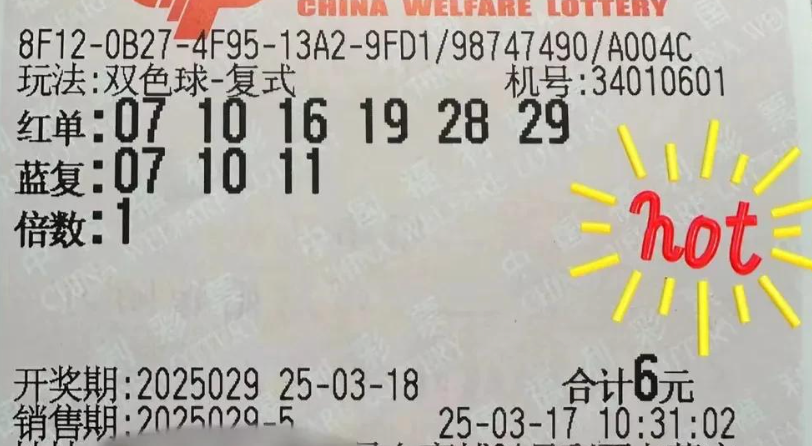 CHINA WELFARE LOTTERY
8F12-0B27-4F95-13A2-9FD1/98747490/A004C
玩法:双色球-复式 机号:34010601
红单:07 10 16 19 28 29
蓝复:07 10 11
倍数:1
hot
开奖期:2025029 25-03-18 合计6元
销售期:2025029-5 25-03-17 10:31:02